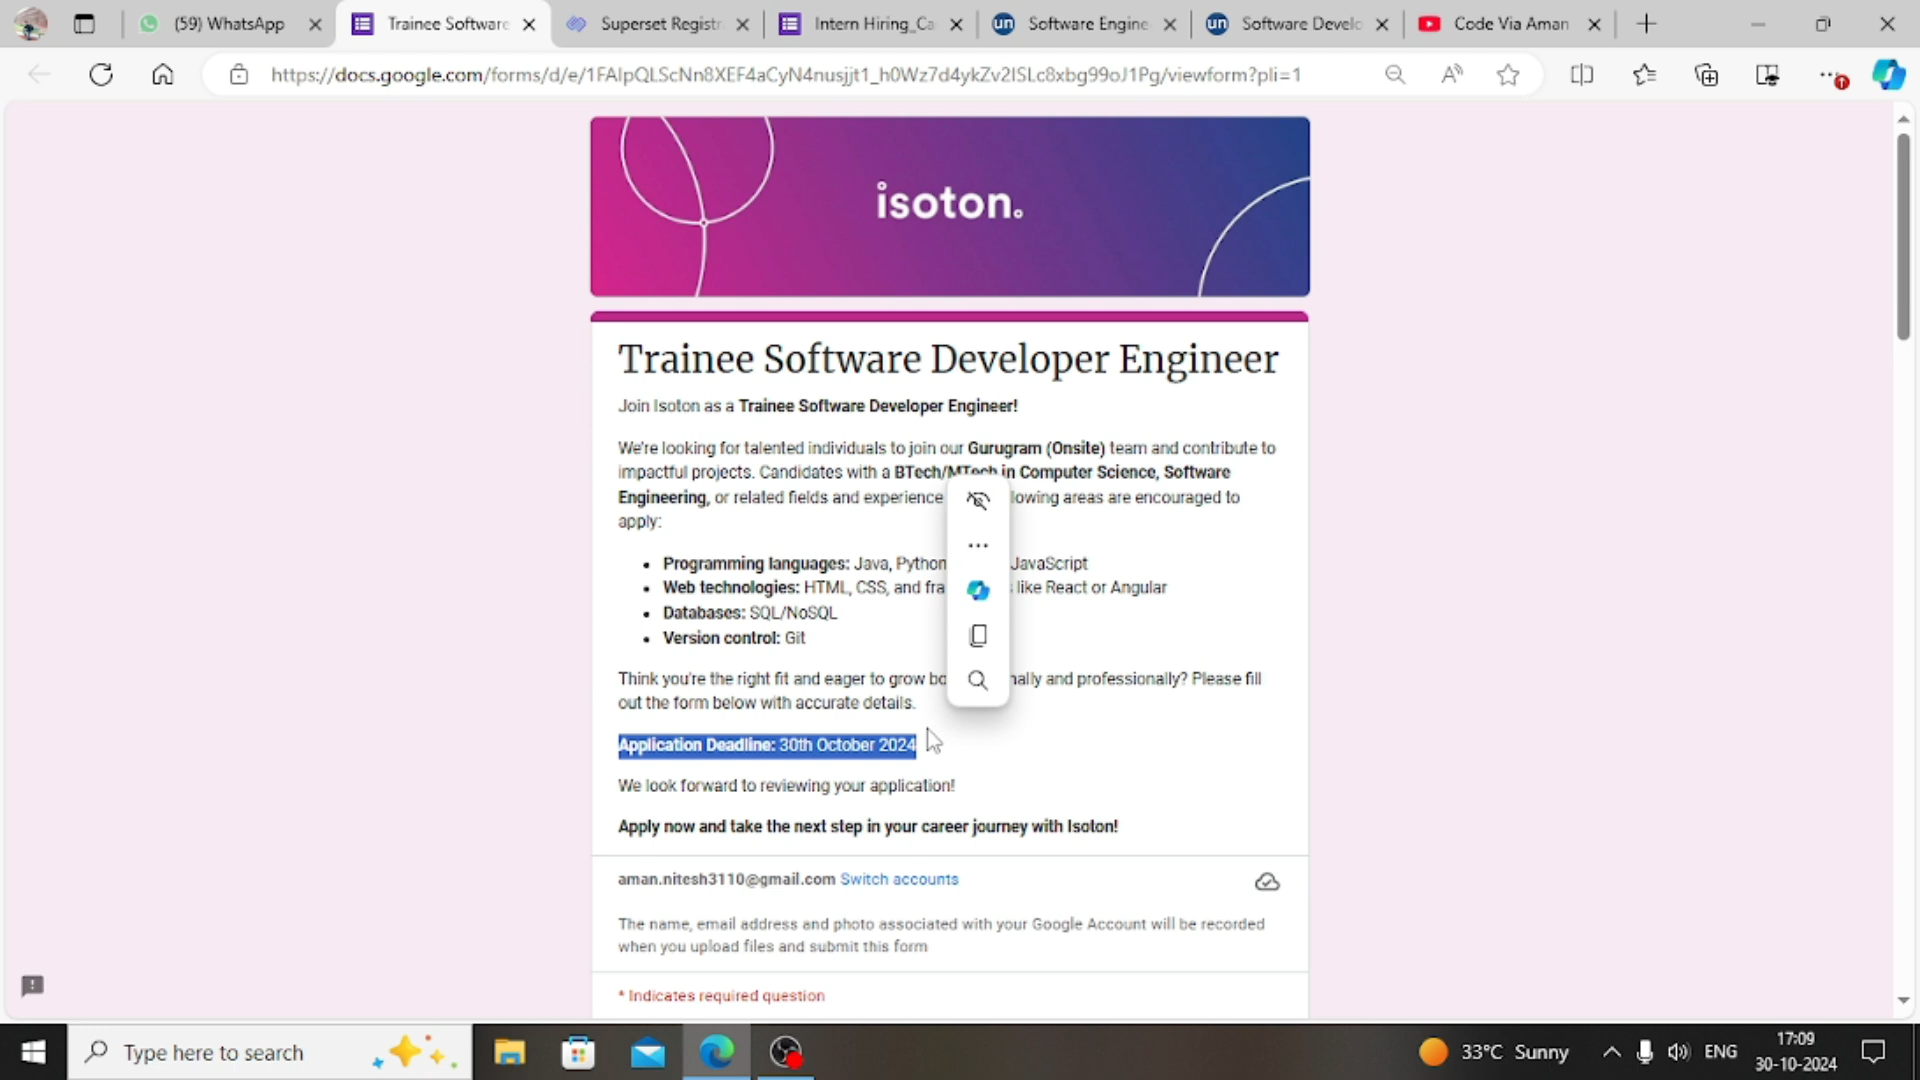 (59) WhatsApp
Trainee Software
Superset Registr
Intern Hiring_Ca
Software Engine
Software Develo
Code Via Aman
https://docs.google.com/forms/d/e/1FAIpQLScNn8XEF4aCyN4nusjjt1_h0Wz7d4ykZv2ISLc8xbg99oJ1Pg/viewform?pli=1
isoton.
Trainee Software Developer Engineer
Join Isoton as a Trainee Software Developer Engineer!
We're looking for talented individuals to join our Gurugram (Onsite) team and contribute to
impactful projects. Candidates with a BTech/MTech in Computer Science, Software
Engineering, or related fields and experience lowing areas are encouraged to
apply:
• Programming languages: Java, Python JavaScript
• Web technologies: HTML, CSS, and fra like React or Angular
• Databases: SQL/NoSQL
• Version control: Git
Think you're the right fit and eager to grow bo nally and professionally? Please fill
out the form below with accurate details.
Application Deadline: 30th October 2024
We look forward to reviewing your application!
Apply now and take the next step in your career journey with Isoton!
aman.nitesh3110@gmail.com Switch accounts
The name, email address and photo associated with your Google Account will be recorded
when you upload files and submit this form
* Indicates required question
Type here to search
33°C Sunny
ENG
17:09
30-10-2024